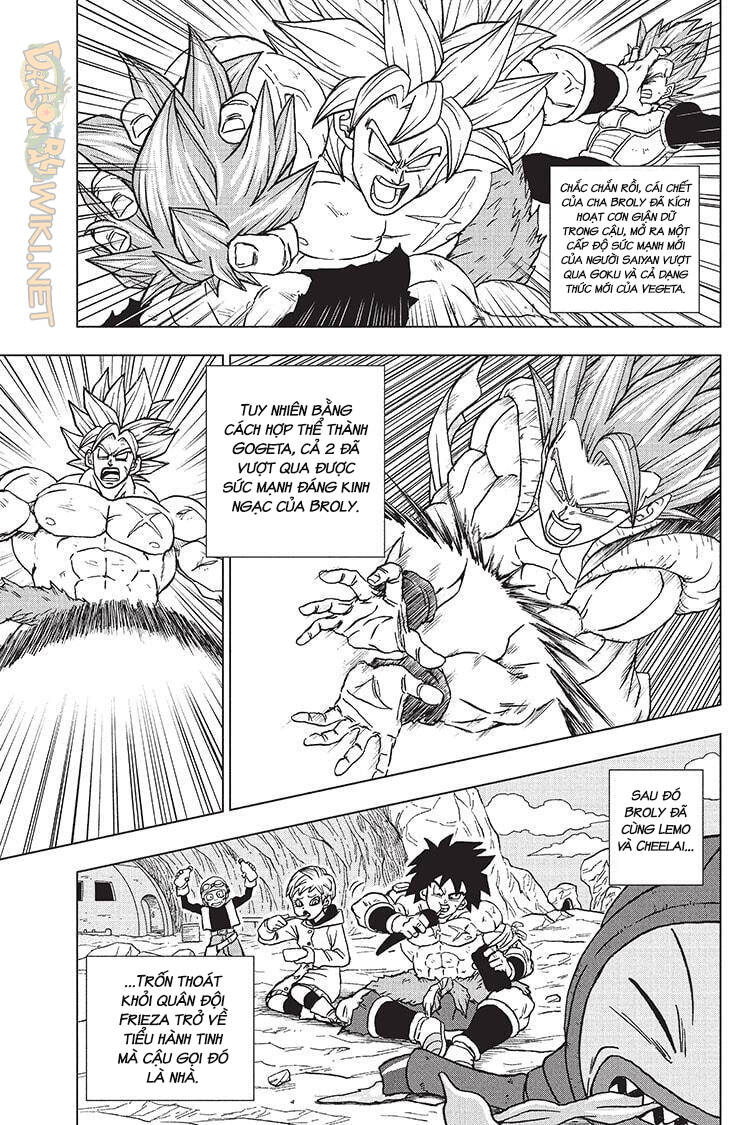 DRAGON BALL WIKI.NET
CHẮC CHẮN RỒI, CÁI CHẾT
CỦA CHA BROLY ĐÃ KÍCH
HOẠT CƠN GIẬN DỮ
TRONG CẬU, MỞ RA MỘT
CẤP ĐỘ SỨC MẠNH MỚI
CỦA NGƯỜI SAIYAN VƯỢT
QUA GOKU VÀ CẢ DẠNG
THỨC MỚI CỦA VEGETA.
TUY NHIÊN BẰNG
CÁCH HỢP THỂ THÀNH
GOGETA, CẢ 2 ĐÃ
VƯỢT QUA ĐƯỢC
SỨC MẠNH ĐÁNG KINH
NGẠC CỦA BROLY.
SAU ĐÓ
BROLY ĐÃ
CÙNG LEMO
VÀ CHEELAI...
...TRỐN THOÁT
KHỎI QUÂN ĐỘI
FRIEZA TRỞ VỀ
TIỂU HÀNH TINH
MÀ CẬU GỌI ĐÓ
LÀ NHÀ.